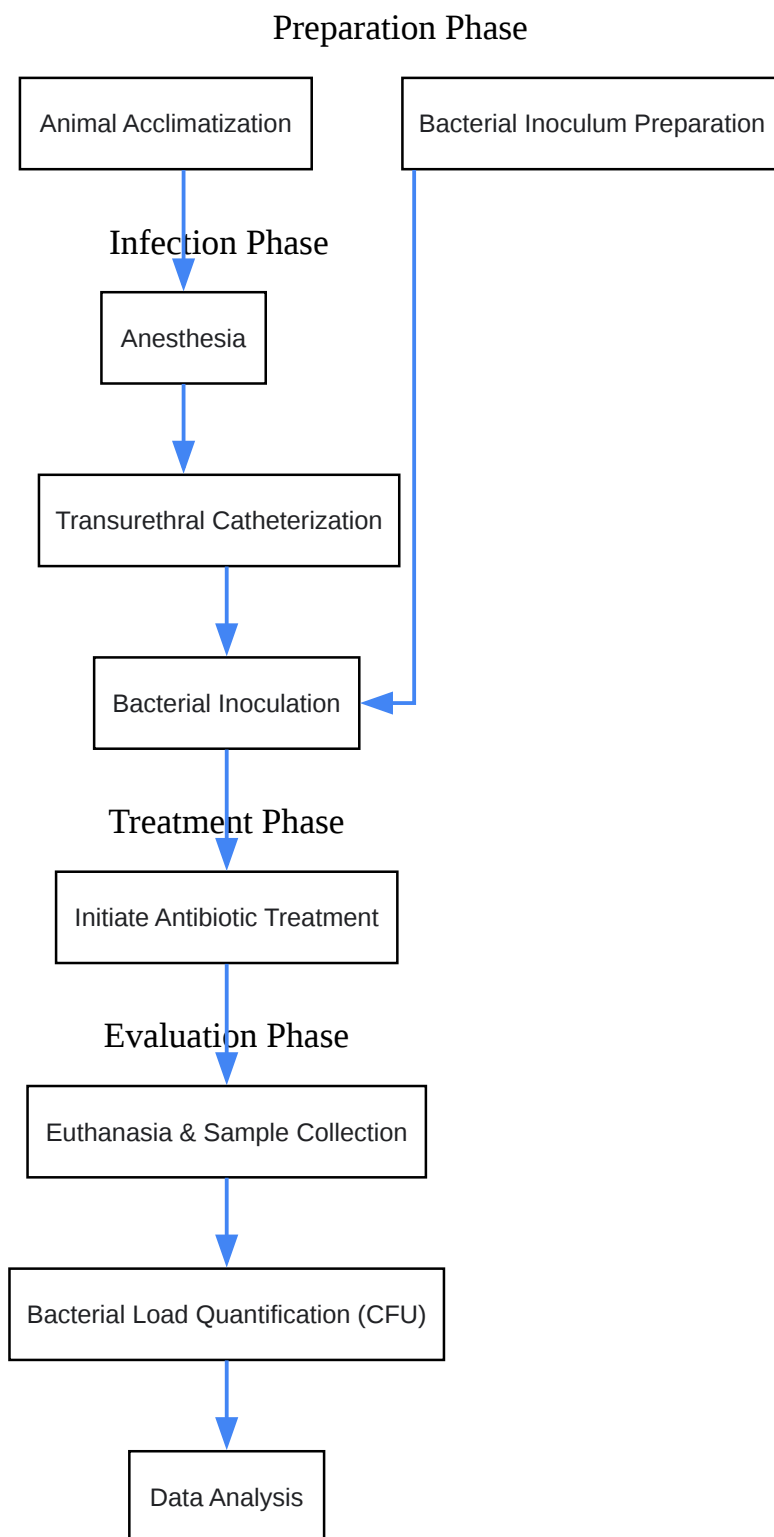 Preparation Phase
Animal Acclimatization
Bacterial Inoculum Preparation
Infection Phase
Anesthesia
Transurethral Catheterization
Bacterial Inoculation
Treatment Phase
Initiate Antibiotic Treatment
Evaluation Phase
Euthanasia & Sample Collection
Bacterial Load Quantification (CFU)
Data Analysis